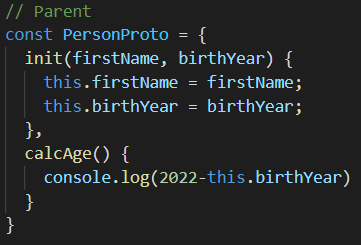 // Parent
const PersonProto = {
  init(firstName, birthYear) {
    this.firstName = firstName;
    this.birthYear = birthYear;
  },
  calcAge() {
    console.log(2022-this.birthYear)
  }
}